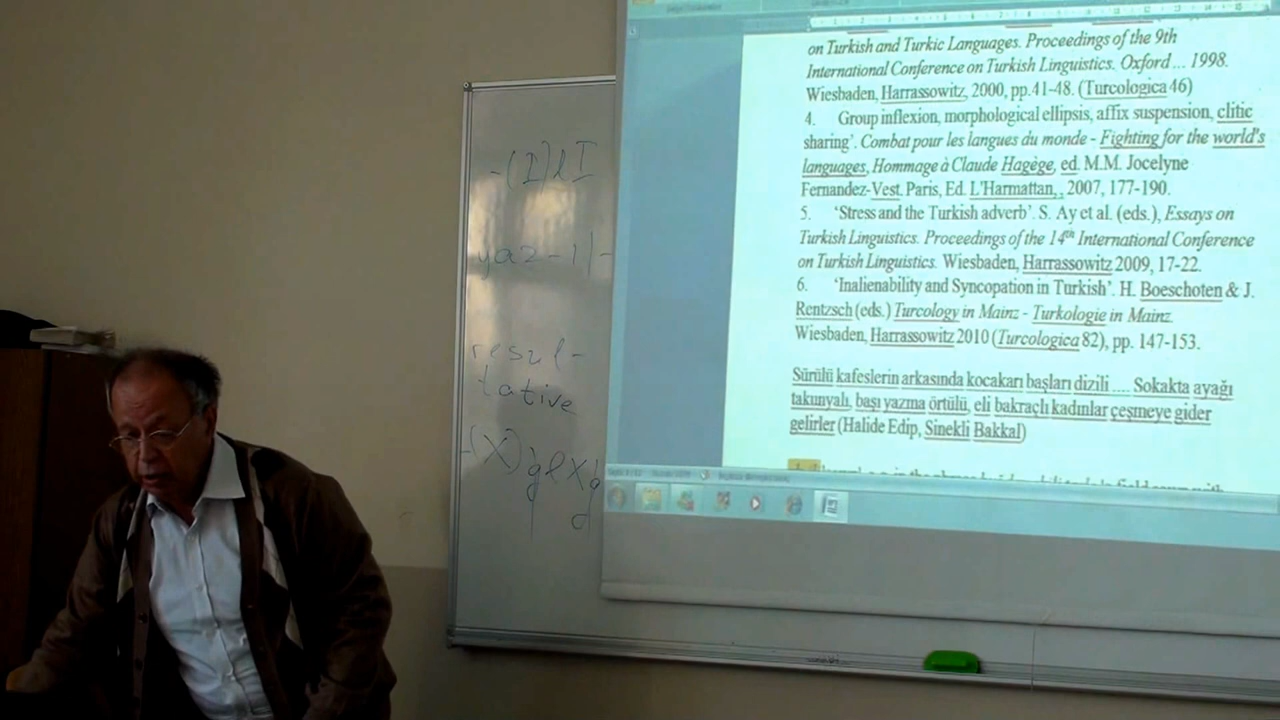 -(I)lI
yaz-ıl-
resul-
tative
on Turkish and Turkic Languages. Proceedings of the 9th
International Conference on Turkish Linguistics. Oxford ... 1998.
Wiesbaden, Harrassowitz, 2000, pp.41-48. (Turcologica 46)
4. Group inflexion, morphological ellipsis, affix suspension, clitic
sharing'. Combat pour les langues du monde - Fighting for the world's
languages, Hommage à Claude Hagège, ed. M.M. Jocelyne
Fernandez-Vest. Paris, Ed. L'Harmattan, , 2007, 177-190.
5. 'Stress and the Turkish adverb'. S. Ay et al. (eds.), Essays on
Turkish Linguistics. Proceedings of the 14th International Conference
on Turkish Linguistics. Wiesbaden, Harrassowitz 2009, 17-22.
6. 'Inalienability and Syncopation in Turkish'. H. Boeschoten & J.
Rentzsch (eds.) Turcology in Mainz - Turkologie in Mainz.
Wiesbaden, Harrassowitz 2010 (Turcologica 82), pp. 147-153.
Sürülü kafeslerin arkasında kocakarı başları dizili .... Sokakta ayağı
takunyalı, başı yazma örtülü, eli bakraçlı kadınlar çeşmeye gider
gelirler (Halide Edip, Sinekli Bakkal)